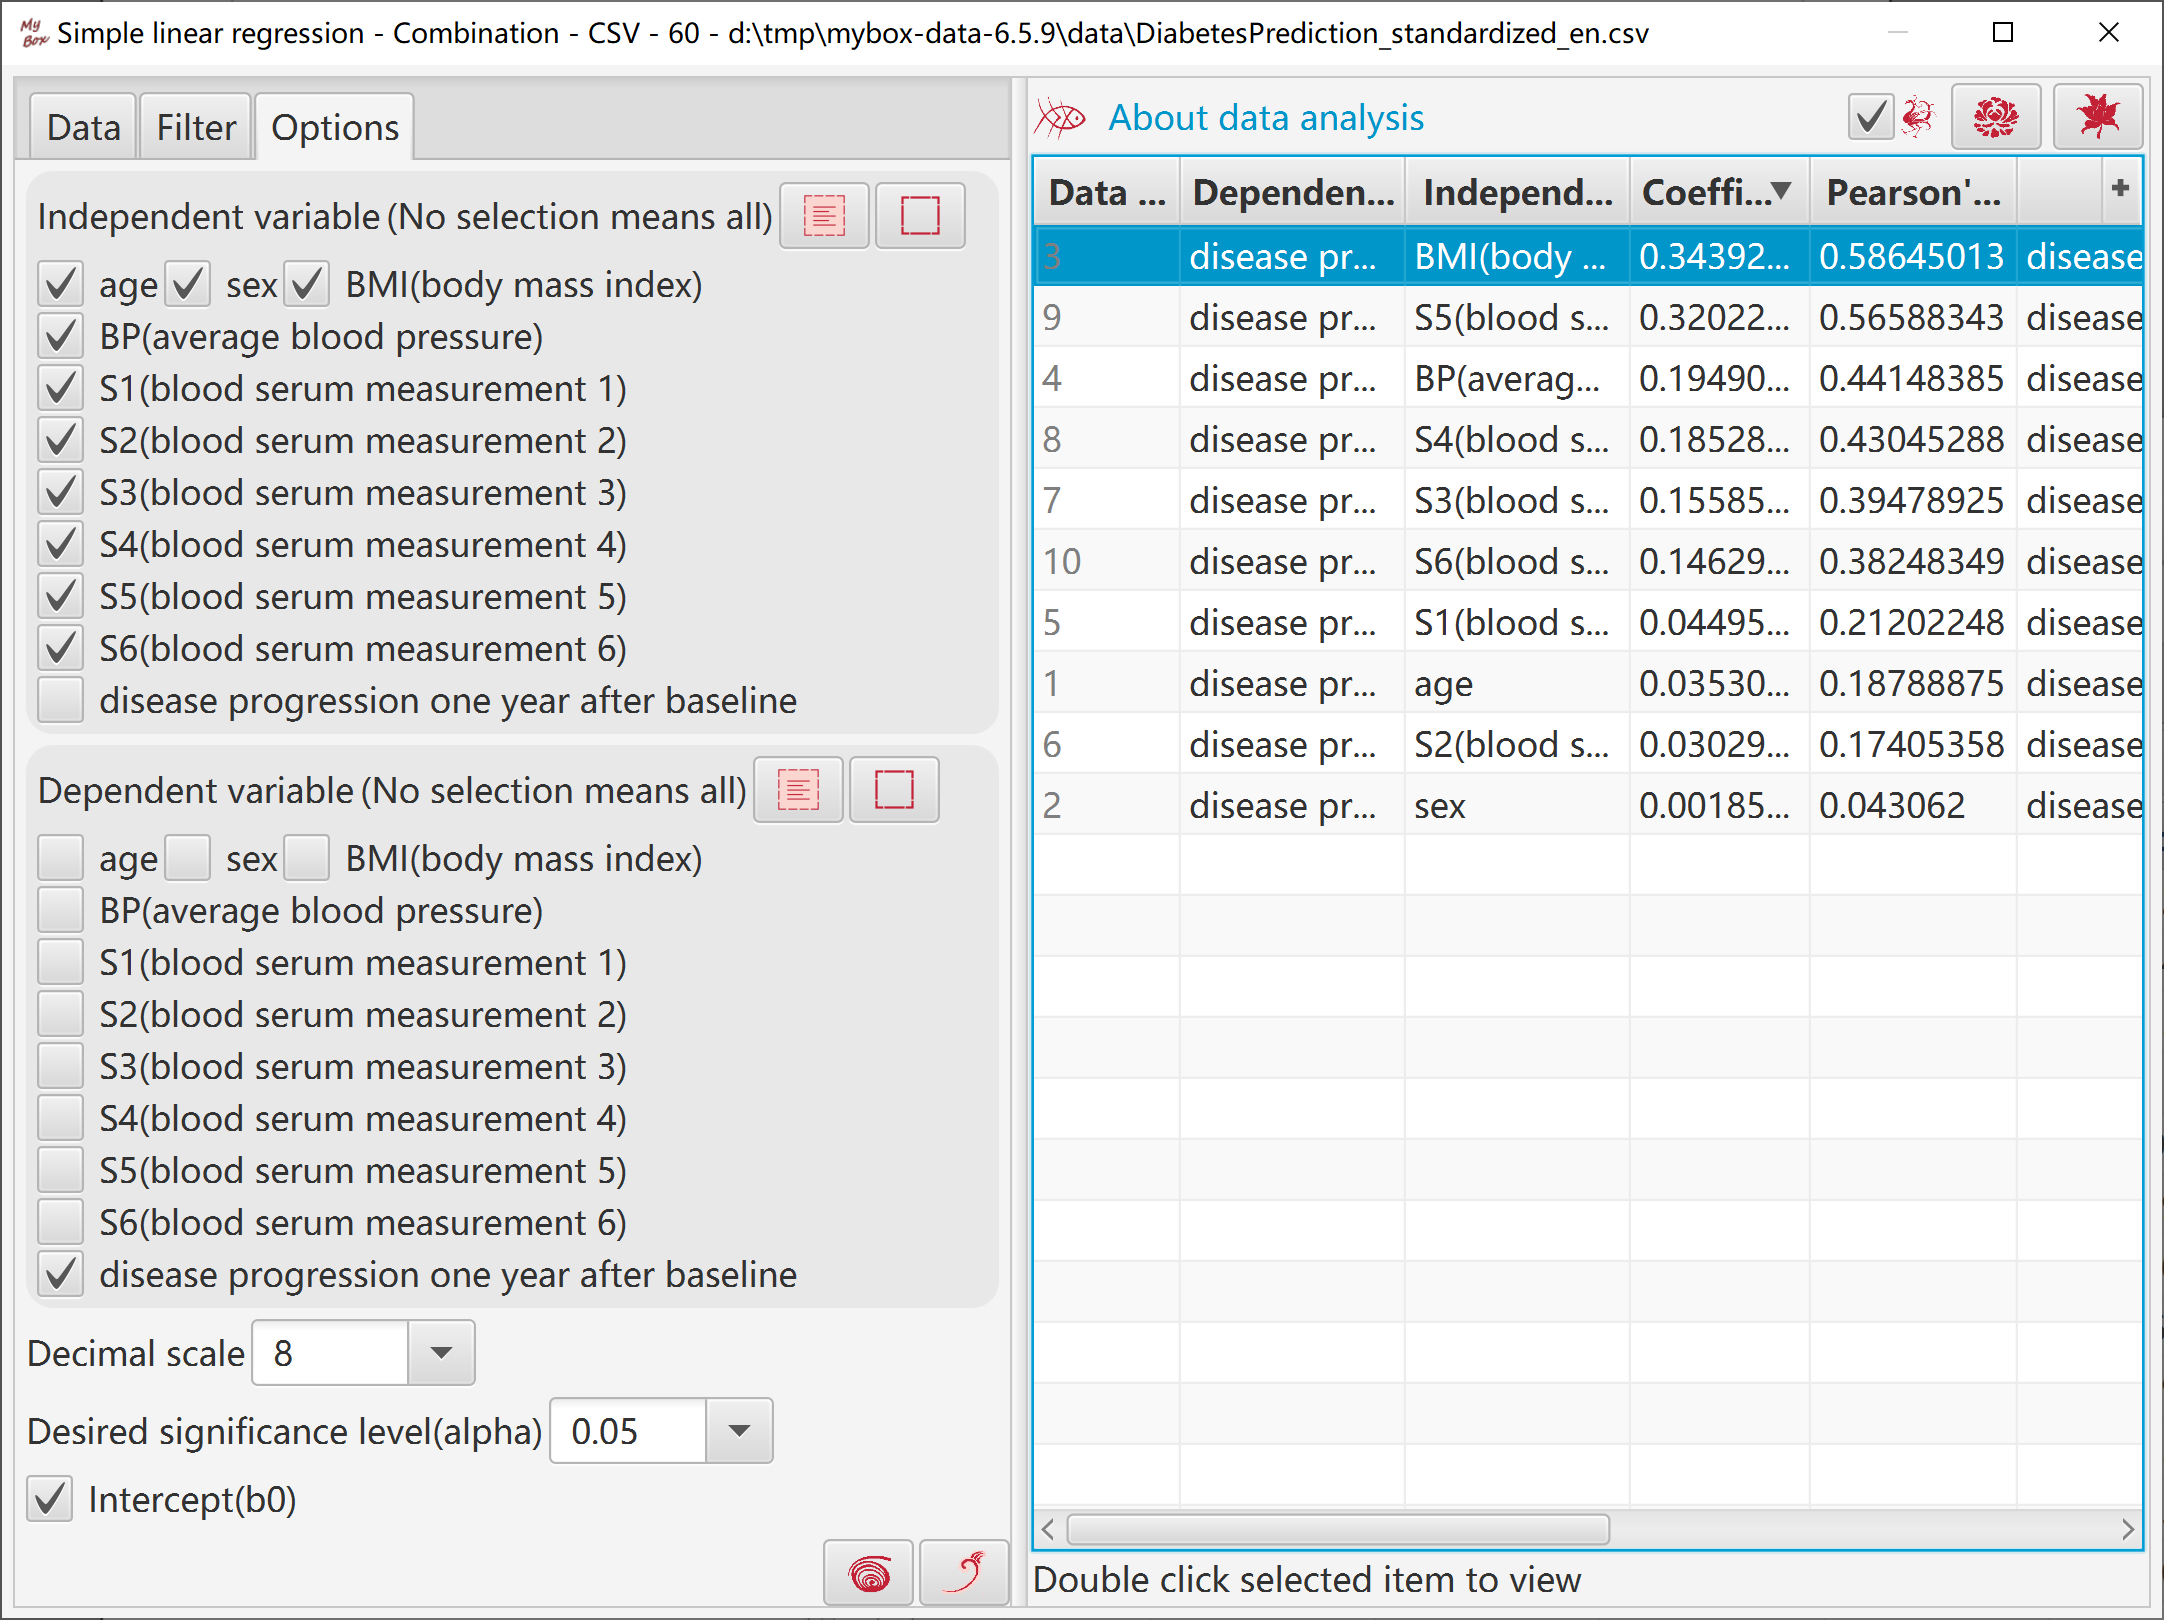 My Box Simple linear regression - Combination - CSV - 60 - d:\tmp\mybox-data-6.5.9\data\DiabetesPrediction_standardized_en.csv
Data Filter Options
Independent variable (No selection means all)
age sex BMI(body mass index)
BP(average blood pressure)
S1(blood serum measurement 1)
S2(blood serum measurement 2)
S3(blood serum measurement 3)
S4(blood serum measurement 4)
S5(blood serum measurement 5)
S6(blood serum measurement 6)
disease progression one year after baseline
Dependent variable (No selection means all)
age sex BMI(body mass index)
BP(average blood pressure)
S1(blood serum measurement 1)
S2(blood serum measurement 2)
S3(blood serum measurement 3)
S4(blood serum measurement 4)
S5(blood serum measurement 5)
S6(blood serum measurement 6)
disease progression one year after baseline
Decimal scale 8
Desired significance level(alpha) 0.05
Intercept(b0)
About data analysis
Data ... Dependen... Independ... Coeffi... Pearson'... +
3 disease pr... BMI(body ... 0.34392... 0.58645013 disease
9 disease pr... S5(blood s... 0.32022... 0.56588343 disease
4 disease pr... BP(averag... 0.19490... 0.44148385 disease
8 disease pr... S4(blood s... 0.18528... 0.43045288 disease
7 disease pr... S3(blood s... 0.15585... 0.39478925 disease
10 disease pr... S6(blood s... 0.14629... 0.38248349 disease
5 disease pr... S1(blood s... 0.04495... 0.21202248 disease
1 disease pr... age 0.03530... 0.18788875 disease
6 disease pr... S2(blood s... 0.03029... 0.17405358 disease
2 disease pr... sex 0.00185... 0.043062 disease
Double click selected item to view